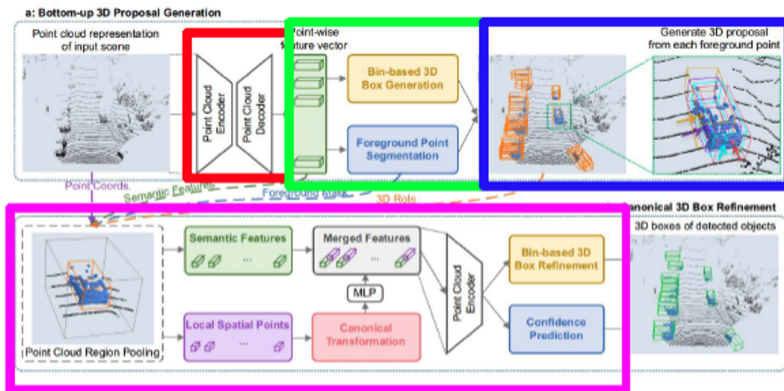 a: Bottom-up 3D Proposal Generation
Point cloud representation
of input scene
Point-wise
feature vector
Generate 3D proposal
from each foreground point
Point Cloud
Encoder
Point Cloud
Decoder
Bin-based 3D
Box Generation
Foreground Point
Segmentation
Point Coords.
Semantic Features
Foreground Mask
3D RoIs
Canonical 3D Box Refinement
Semantic Features
Merged Features
Bin-based 3D
Box Refinement
3D boxes of detected objects
...
...
MLP
Point Cloud
Encoder
Local Spatial Points
...
Canonical
Transformation
Confidence
Prediction
Point Cloud Region Pooling